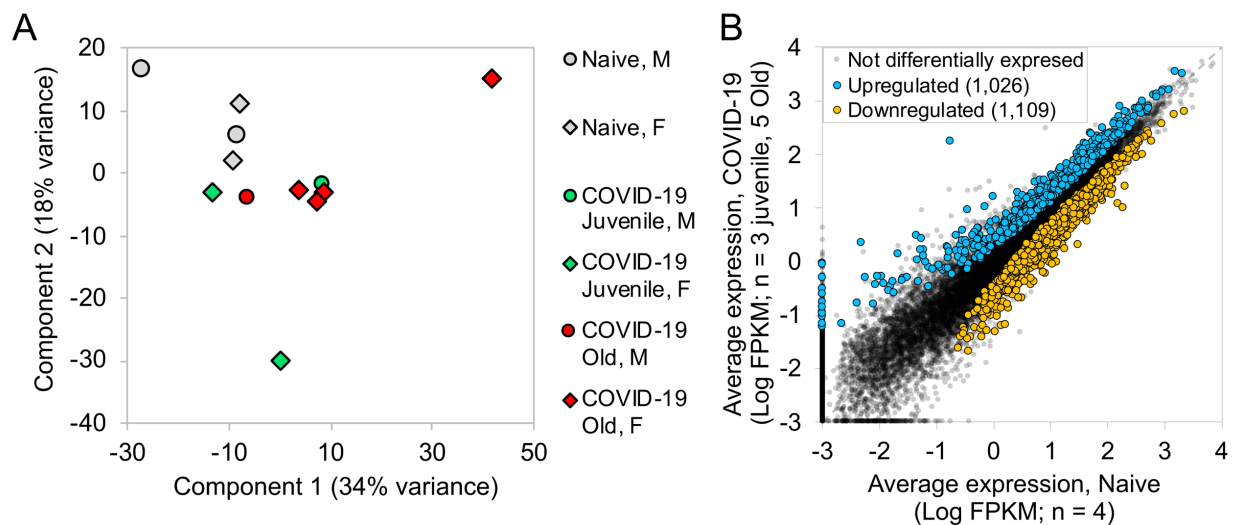 A
Component 2 (18% variance)
20
10
0
-10
-20
-30
-40
-30
-10
10
30
50
Component 1 (34% variance)
Naive, M
Naive, F
COVID-19
Juvenile, M
COVID-19
Juvenile, F
COVID-19
Old, M
COVID-19
Old, F
B
Average expression, COVID-19
(Log FPKM; n = 3 juvenile, 5 Old)
4
3
2
1
0
-1
-2
-3
Not differentially expresed
Upregulated (1,026)
Downregulated (1,109)
-3
-2
-1
0
1
2
3
4
Average expression, Naive
(Log FPKM; n = 4)